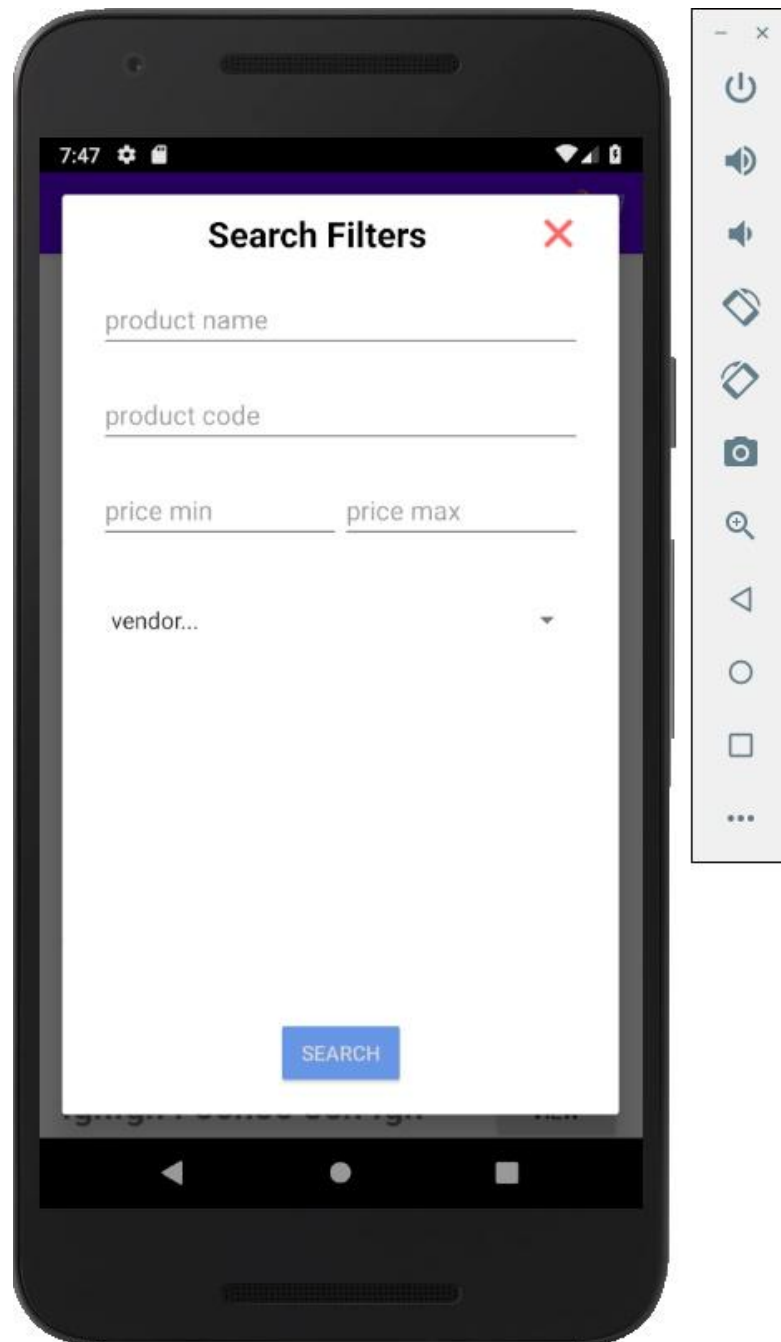 7:47
Search Filters
product name
product code
price min price max
vendor...
SEARCH